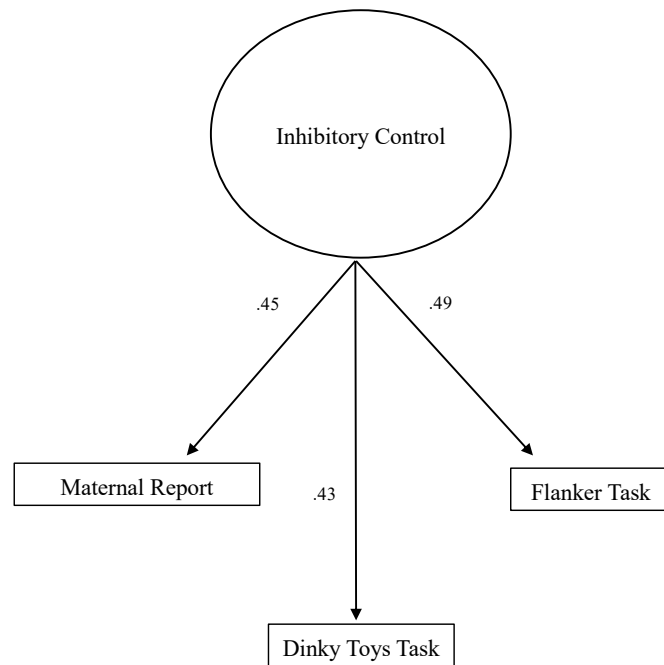 Inhibitory Control
.45
.49
Maternal Report
.43
Flanker Task
Dinky Toys Task